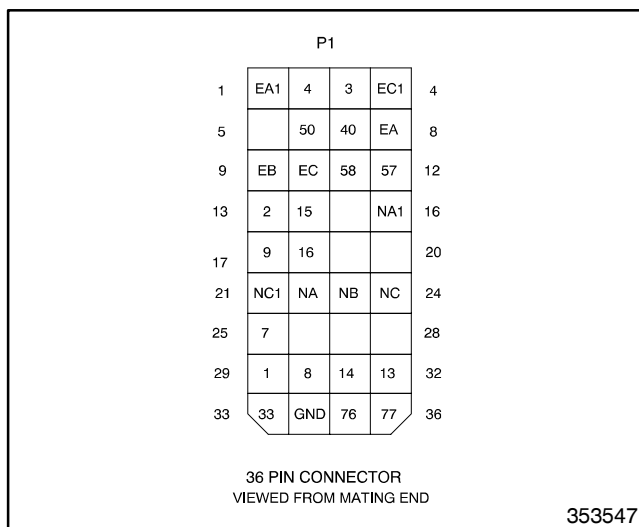 P1
1 EA1 4 3 EC1 4
5 50 40 EA 8
9 EB EC 58 57 12
13 2 15 NA1 16
17 9 16 20
21 NC1 NA NB NC 24
25 7 28
29 1 8 14 13 32
33 33 GND 76 77 36
36 PIN CONNECTOR
VIEWED FROM MATING END
353547